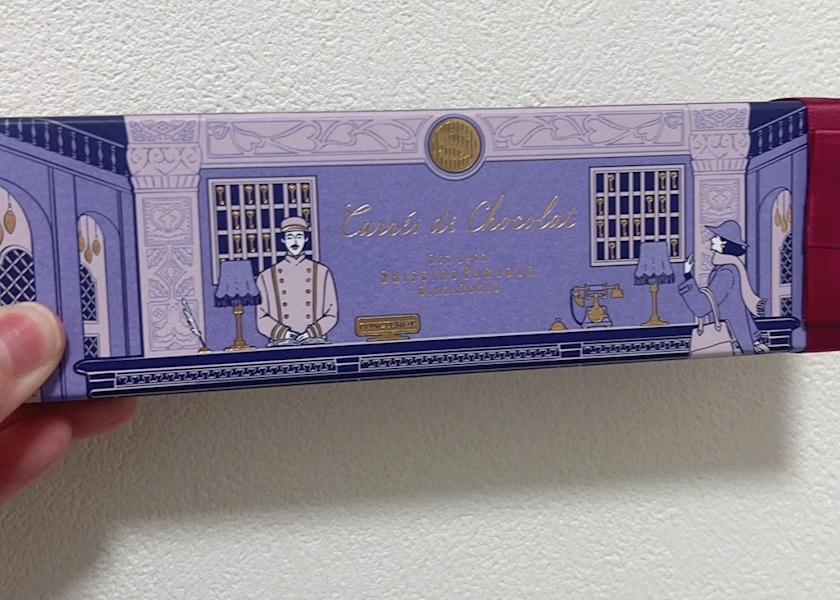 Carrés de Chocolat
SHISEIDO PARLOUR
CONCIERGE